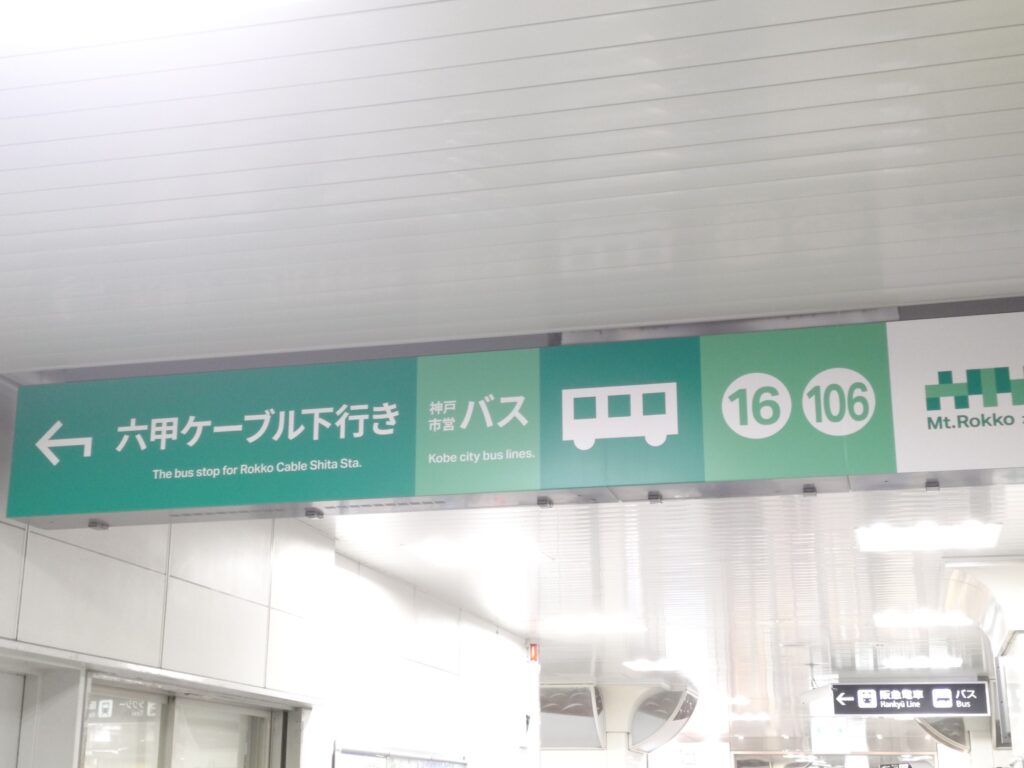 六甲ケーブル下行き
The bus stop for Rokko Cable Shita Sta.
神戸
市営
バス
Kobe city bus lines.
16
106
Mt.Rokko
阪急電車
Hankyū Line
バス
Bus